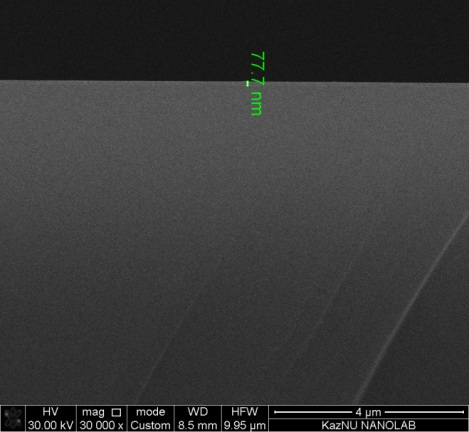 77.7 nm
HV mag mode WD HFW 4 µm
30.00 kV 30 000 x Custom 8.5 mm 9.95 µm KazNU NANOLAB